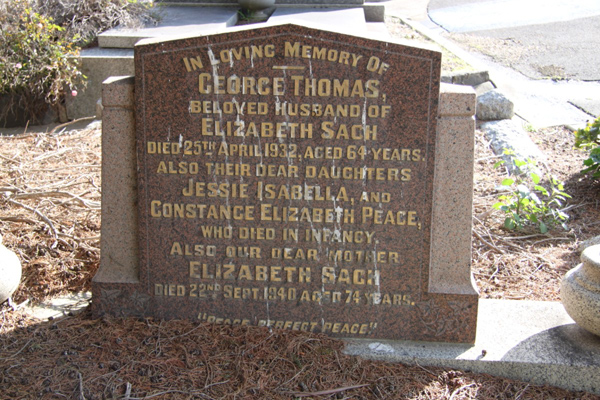 IN LOVING MEMORY OF
GEORGE THOMAS,
BELOVED HUSBAND OF
ELIZABETH SACH
DIED 25TH APRIL 1932, AGED 64 YEARS.
ALSO THEIR DEAR DAUGHTERS
JESSIE ISABELLA, AND
CONSTANCE ELIZABETH PEACE,
WHO DIED IN INFANCY.
ALSO OUR DEAR MOTHER
ELIZABETH SACH
DIED 22ND SEPT. 1940 AGED 74 YEARS.
"PEACE PERFECT PEACE"